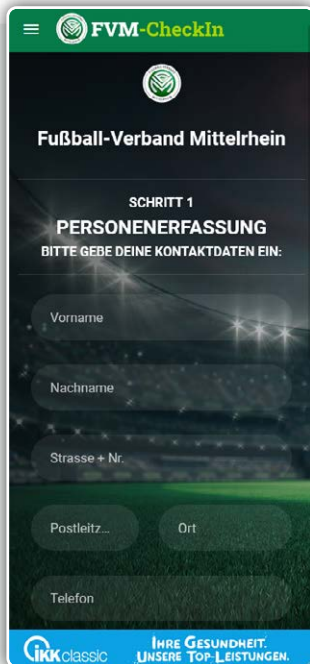 FVM-CheckIn
Fußball-Verband Mittelrhein
SCHRITT 1
PERSONENERFASSUNG
BITTE GEBE DEINE KONTAKTDATEN EIN:
Vorname
Nachname
Strasse + Nr.
Postleitz... Ort
Telefon
IKK classic
IHRE GESUNDHEIT.
UNSERE TOP-LEISTUNGEN.